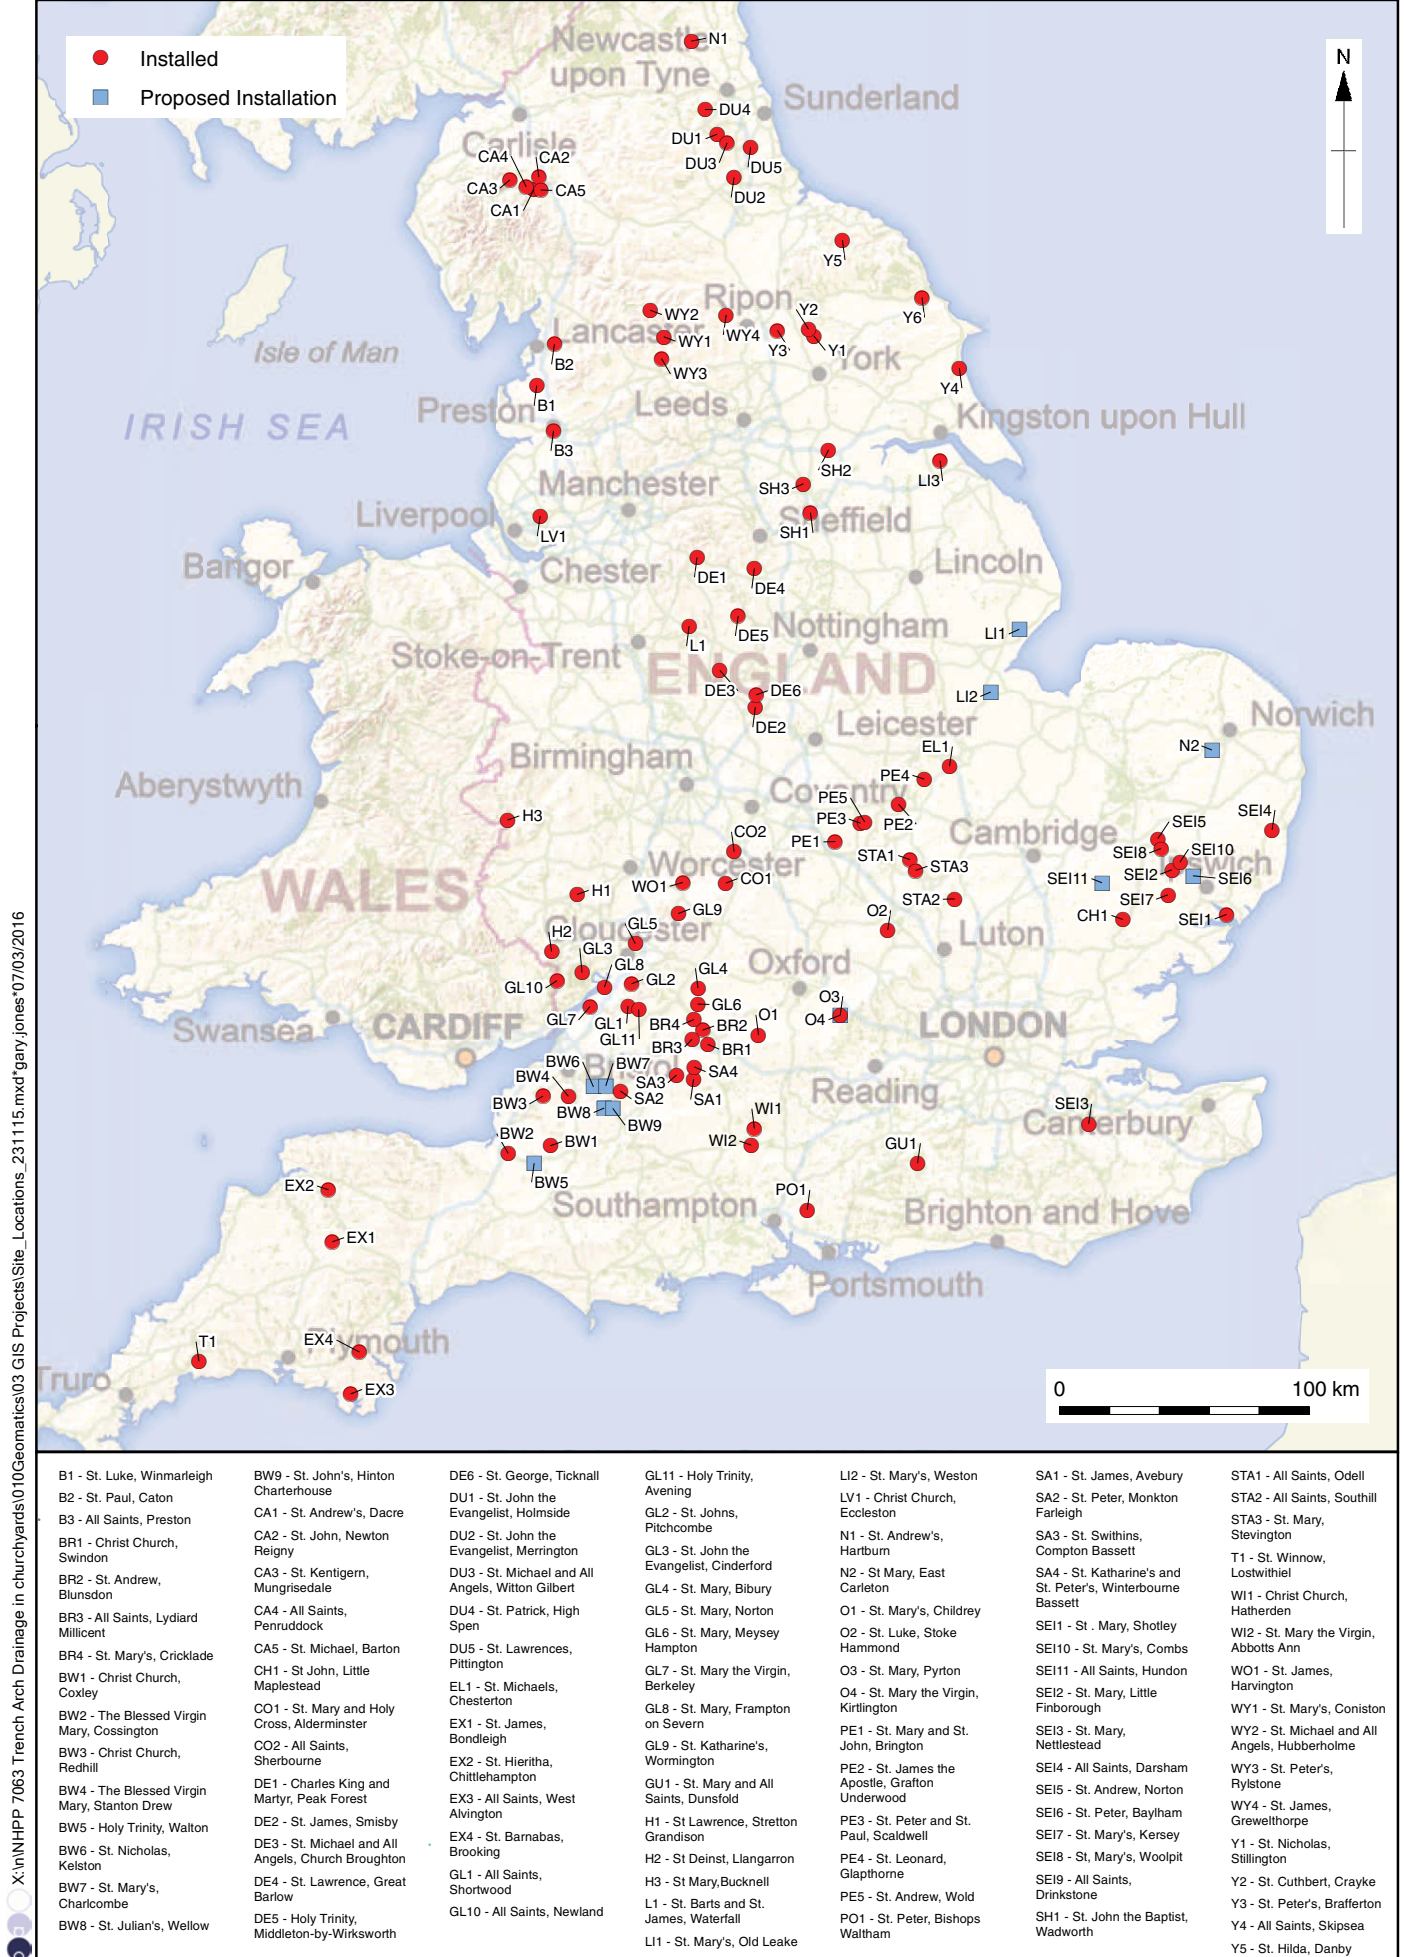 Installed
Proposed Installation
N
Newcastle
upon Tyne
N1
Sunderland
DU4
DU1
DU3
DU5
DU2
Carlisle
CA4
CA2
CA3
CA5
CA1
Y5
Y6
Ripon
Y2
WY2
WY4
Y3
Y1
Lancaster
WY1
WY3
York
Isle of Man
B2
B1
Y4
Preston
Leeds
Kingston upon Hull
IRISH SEA
B3
SH2
LI3
Manchester
SH3
Liverpool
Sheffield
SH1
LV1
Bangor
Chester
DE1
DE4
Lincoln
DE5
Nottingham
LI1
L1
Stoke-on-Trent
ENGLAND
DE3
DE6
LI2
DE2
Leicester
Norwich
N2
EL1
Birmingham
PE4
Aberystwyth
Coventry
PE5
PE3
PE2
H3
CO2
PE1
Cambridge
SEI4
SEI5
SEI8
SEI10
Ipswich
STA1
STA3
SEI2
SEI6
SEI11
Worcester
WO1
CO1
WALES
H1
STA2
SEI7
GL9
O2
CH1
SEI1
GL5
Gloucester
H2
GL3
GL8
Luton
GL4
Oxford
GL2
GL10
GL6
O3
O4
GL7
GL1
GL11
BR4
BR2
O1
Swansea
CARDIFF
LONDON
BR3
BR1
BW6
BW7
Bristol
SA4
BW4
SA3
SA2
SA1
Reading
BW3
BW8
BW9
WI1
SEI3
Canterbury
BW2
BW1
WI2
GU1
BW5
EX2
Southampton
PO1
Brighton and Hove
EX1
Portsmouth
T1
EX4
Plymouth
Truro
EX3
0 100 km
X:\n\NHPP 7063 Trench Arch Drainage in churchyards\010Geomatics\03 GIS Projects\Site_Locations_231115.mxd*gary.jones*07/03/2016
B1 - St. Luke, Winmarleigh
B2 - St. Paul, Caton
B3 - All Saints, Preston
BR1 - Christ Church,
Swindon
BR2 - St. Andrew,
Blunsdon
BR3 - All Saints, Lydiard
Millicent
BR4 - St. Mary's, Cricklade
BW1 - Christ Church,
Coxley
BW2 - The Blessed Virgin
Mary, Cossington
BW3 - Christ Church,
Redhill
BW4 - The Blessed Virgin
Mary, Stanton Drew
BW5 - Holy Trinity, Walton
BW6 - St. Nicholas,
Kelston
BW7 - St. Mary's,
Charlcombe
BW8 - St. Julian's, Wellow
BW9 - St. John's, Hinton
Charterhouse
CA1 - St. Andrew's, Dacre
CA2 - St. John, Newton
Reigny
CA3 - St. Kentigern,
Mungrisedale
CA4 - All Saints,
Penruddock
CA5 - St. Michael, Barton
CH1 - St John, Little
Maplestead
CO1 - St. Mary and Holy
Cross, Alderminster
CO2 - All Saints,
Sherbourne
DE1 - Charles King and
Martyr, Peak Forest
DE2 - St. James, Smisby
DE3 - St. Michael and All
Angels, Church Broughton
DE4 - St. Lawrence, Great
Barlow
DE5 - Holy Trinity,
Middleton-by-Wirksworth
DE6 - St. George, Ticknall
DU1 - St. John the
Evangelist, Holmside
DU2 - St. John the
Evangelist, Merrington
DU3 - St. Michael and All
Angels, Witton Gilbert
DU4 - St. Patrick, High
Spen
DU5 - St. Lawrences,
Pittington
EL1 - St. Michaels,
Chesterton
EX1 - St. James,
Bondleigh
EX2 - St. Hieritha,
Chittlehampton
EX3 - All Saints, West
Alvington
EX4 - St. Barnabas,
Brooking
GL1 - All Saints,
Shortwood
GL10 - All Saints, Newland
GL11 - Holy Trinity,
Avening
GL2 - St. Johns,
Pitchcombe
GL3 - St. John the
Evangelist, Cinderford
GL4 - St. Mary, Bibury
GL5 - St. Mary, Norton
GL6 - St. Mary, Meysey
Hampton
GL7 - St. Mary the Virgin,
Berkeley
GL8 - St. Mary, Frampton
on Severn
GL9 - St. Katharine's,
Wormington
GU1 - St. Mary and All
Saints, Dunsfold
H1 - St Lawrence, Stretton
Grandison
H2 - St Deinst, Llangarron
H3 - St Mary,Bucknell
L1 - St. Barts and St.
James, Waterfall
LI1 - St. Mary's, Old Leake
LI2 - St. Mary's, Weston
LV1 - Christ Church,
Eccleston
N1 - St. Andrew's,
Hartburn
N2 - St Mary, East
Carleton
O1 - St. Mary's, Childrey
O2 - St. Luke, Stoke
Hammond
O3 - St. Mary, Pyrton
O4 - St. Mary the Virgin,
Kirtlington
PE1 - St. Mary and St.
John, Brington
PE2 - St. James the
Apostle, Grafton
Underwood
PE3 - St. Peter and St.
Paul, Scaldwell
PE4 - St. Leonard,
Glapthorne
PE5 - St. Andrew, Wold
PO1 - St. Peter, Bishops
Waltham
SA1 - St. James, Avebury
SA2 - St. Peter, Monkton
Farleigh
SA3 - St. Swithins,
Compton Bassett
SA4 - St. Katharine's and
St. Peter's, Winterbourne
Bassett
SEI1 - St . Mary, Shotley
SEI10 - St. Mary's, Combs
SEI11 - All Saints, Hundon
SEI2 - St. Mary, Little
Finborough
SEI3 - St. Mary,
Nettlestead
SEI4 - All Saints, Darsham
SEI5 - St. Andrew, Norton
SEI6 - St. Peter, Baylham
SEI7 - St. Mary's, Kersey
SEI8 - St, Mary's, Woolpit
SEI9 - All Saints,
Drinkstone
SH1 - St. John the Baptist,
Wadworth
STA1 - All Saints, Odell
STA2 - All Saints, Southill
STA3 - St. Mary,
Stevington
T1 - St. Winnow,
Lostwithiel
WI1 - Christ Church,
Hatherden
WI2 - St. Mary the Virgin,
Abbotts Ann
WO1 - St. James,
Harvington
WY1 - St. Mary's, Coniston
WY2 - St. Michael and All
Angels, Hubberholme
WY3 - St. Peter's,
Rylstone
WY4 - St. James,
Grewelthorpe
Y1 - St. Nicholas,
Stillington
Y2 - St. Cuthbert, Crayke
Y3 - St. Peter's, Brafferton
Y4 - All Saints, Skipsea
Y5 - St. Hilda, Danby